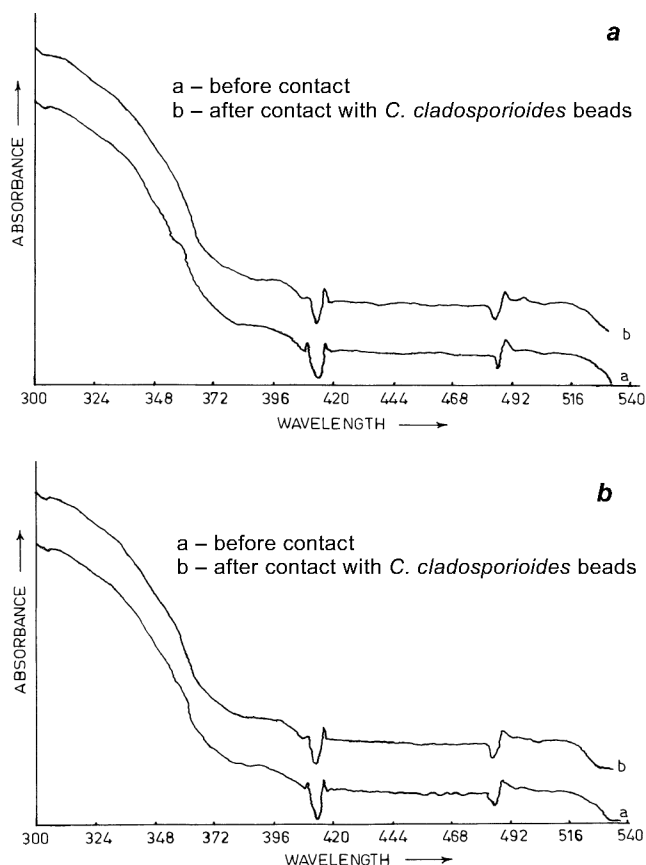 a
a – before contact
b – after contact with C. cladosporioides beads
ABSORBANCE
b
a
300 324 348 372 396 420 444 468 492 516 540
WAVELENGTH
b
a – before contact
b – after contact with C. cladosporioides beads
ABSORBANCE
b
a
300 324 348 372 396 420 444 468 492 516 540
WAVELENGTH